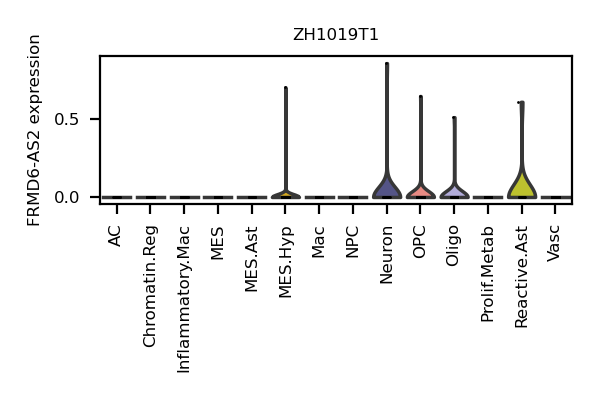 ZH1019T1
FRMD6-AS2 expression
0.5
0.0
AC
Chromatin.Reg
Inflammatory.Mac
MES
MES.Ast
MES.Hyp
Mac
NPC
Neuron
OPC
Oligo
Prolif.Metab
Reactive.Ast
Vasc